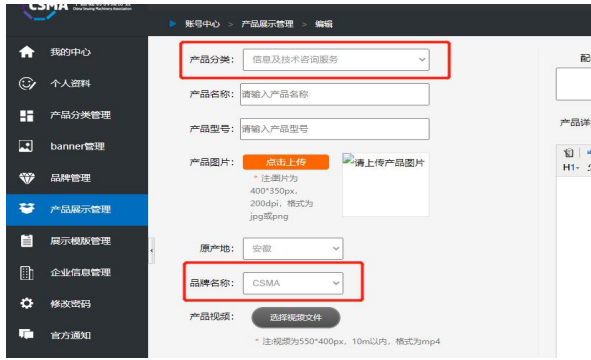 CSMA
China Sewing Machinery Association
账号中心 > 产品展示管理 > 编辑
我的中心
个人资料
产品分类管理
banner管理
品牌管理
产品展示管理
展示模版管理
企业信息管理
修改密码
官方通知
产品分类: 信息及技术咨询服务
产品名称: 请输入产品名称
产品型号: 请输入产品型号
产品图片: 点击上传 请上传产品图片
* 注:图片为
400*350px,
200dpi, 格式为
jpg或png
原产地: 安徽
品牌名称: CSMA
产品视频: 选择视频文件
* 注:视频为550*400px, 10m以内, 格式为mp4
配
产品详
H1-